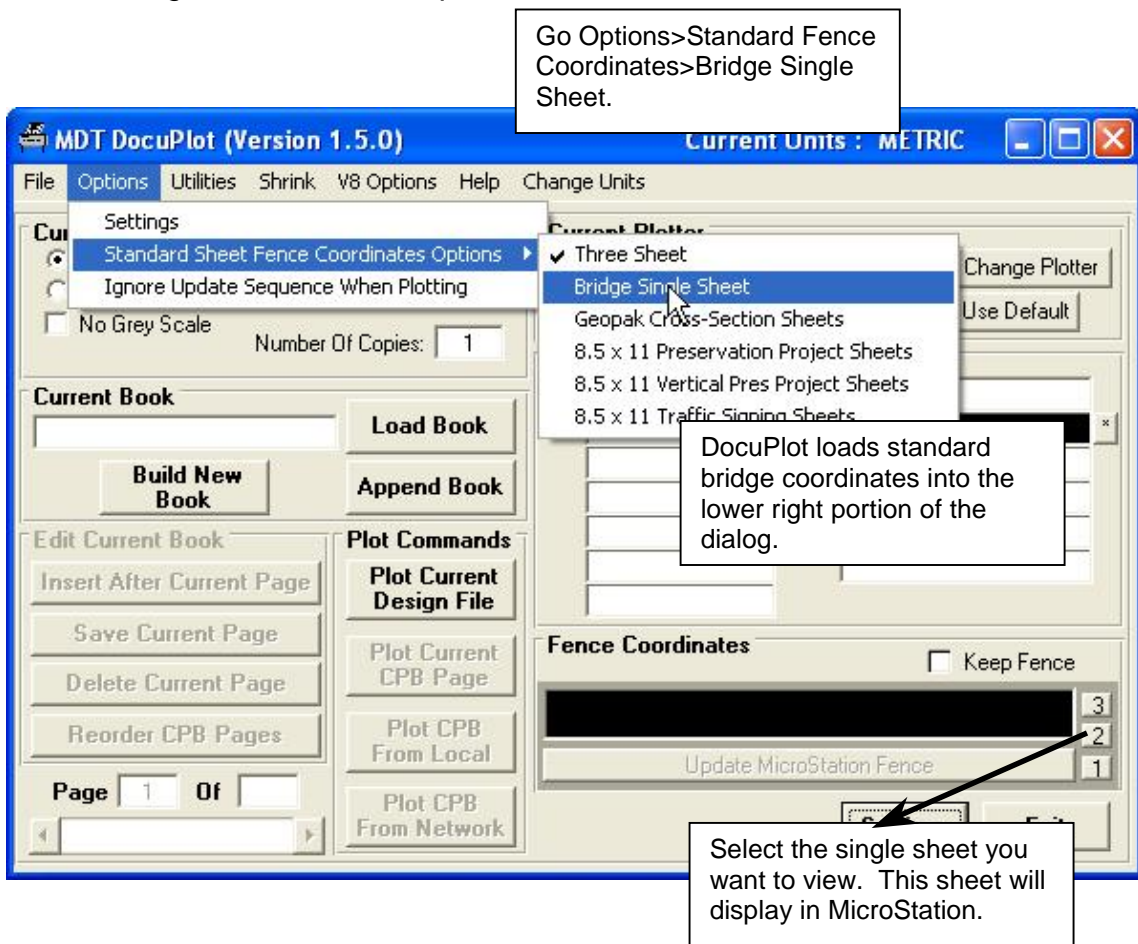 Go Options>Standard Fence
Coordinates>Bridge Single
Sheet.
MDT DocuPlot (Version 1.5.0) Current Units : METRIC
File Options Utilities Shrink V8 Options Help Change Units
Settings
Standard Sheet Fence Coordinates Options
Ignore Update Sequence When Plotting
Three Sheet
Bridge Single Sheet
Geopak Cross-Section Sheets
8.5 x 11 Preservation Project Sheets
8.5 x 11 Vertical Pres Project Sheets
8.5 x 11 Traffic Signing Sheets
Change Plotter
Use Default
No Grey Scale
Number Of Copies: 1
Current Book
Load Book
Build New
Book
Append Book
DocuPlot loads standard
bridge coordinates into the
lower right portion of the
dialog.
Edit Current Book
Insert After Current Page
Save Current Page
Delete Current Page
Reorder CPB Pages
Page 1 Of
Plot Commands
Plot Current
Design File
Plot Current
CPB Page
Plot CPB
From Local
Plot CPB
From Network
Fence Coordinates
Keep Fence
3
2
Update MicroStation Fence 1
Select the single sheet you
want to view. This sheet will
display in MicroStation.